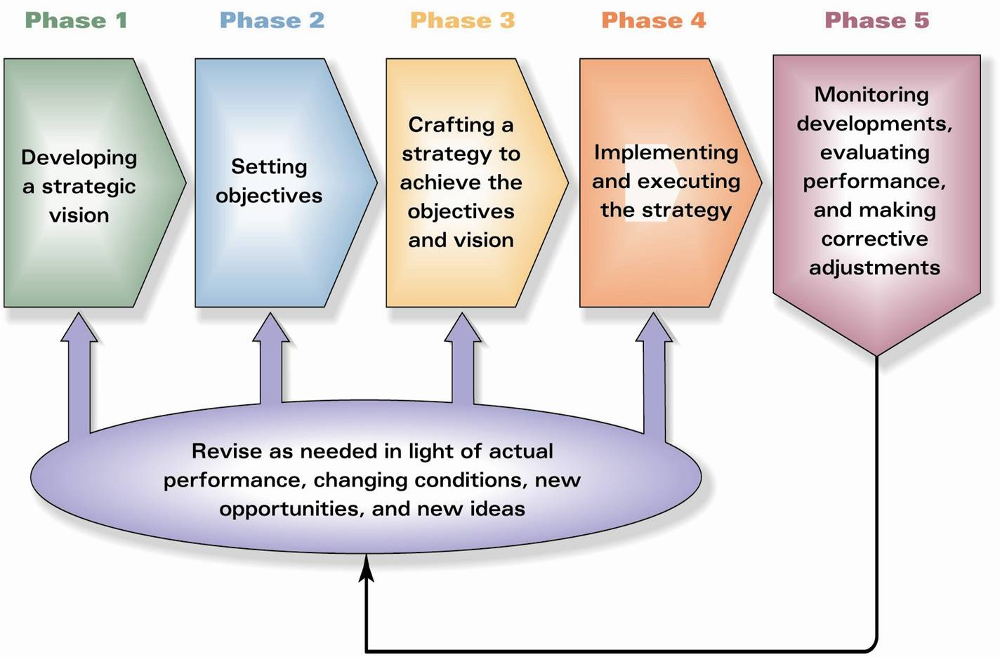 Phase 1
Phase 2
Phase 3
Phase 4
Phase 5
Developing
a strategic
vision
Setting
objectives
Crafting a
strategy to
achieve the
objectives
and vision
Implementing
and executing
the strategy
Monitoring
developments,
evaluating
performance,
and making
corrective
adjustments
Revise as needed in light of actual
performance, changing conditions, new
opportunities, and new ideas